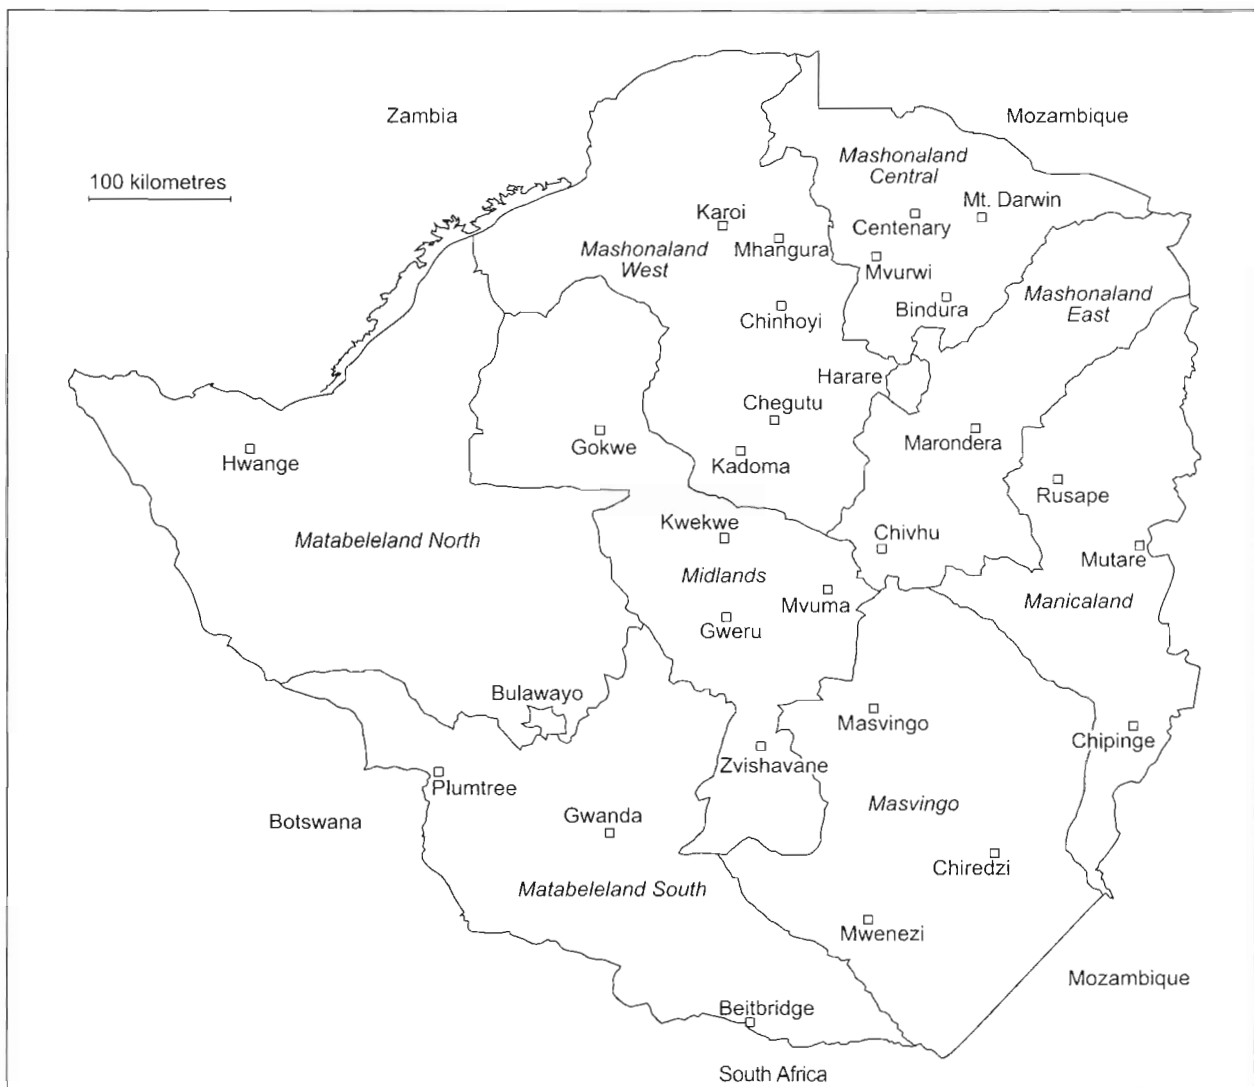 Zambia
Mozambique
100 kilometres
Mashonaland
Central
Karoi
Mt. Darwin
Centenary
Mashonaland
West
Mhangura
Mvurwi
Mashonaland
East
Bindura
Chinhoyi
Harare
Chegutu
Gokwe
Marondera
Hwange
Kadoma
Rusape
Matabeleland North
Kwekwe
Chivhu
Mutare
Midlands
Mvuma
Manicaland
Gweru
Bulawayo
Masvingo
Chipinge
Zvishavane
Plumtree
Masvingo
Botswana
Gwanda
Chiredzi
Matabeleland South
Mwenezi
Mozambique
Beitbridge
South Africa